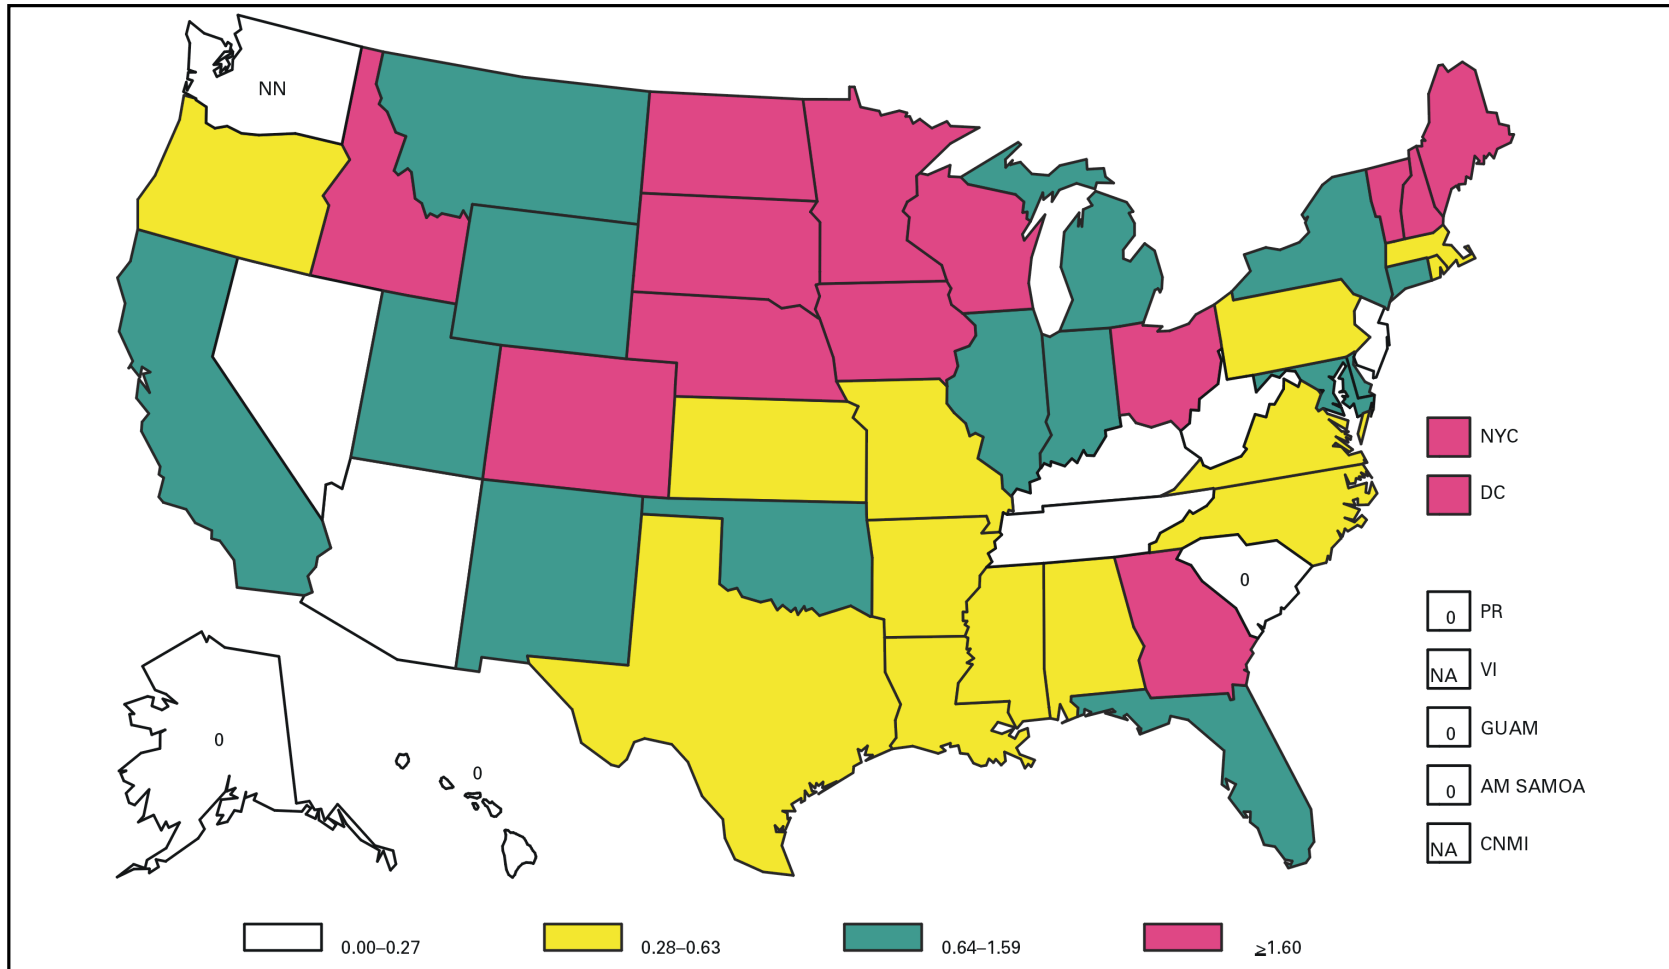 NN
0
0
0
NYC
DC
0 PR
NA VI
0 GUAM
0 AM SAMOA
NA CNMI
0.00–0.27 0.28–0.63 0.64–1.59 ≥1.60